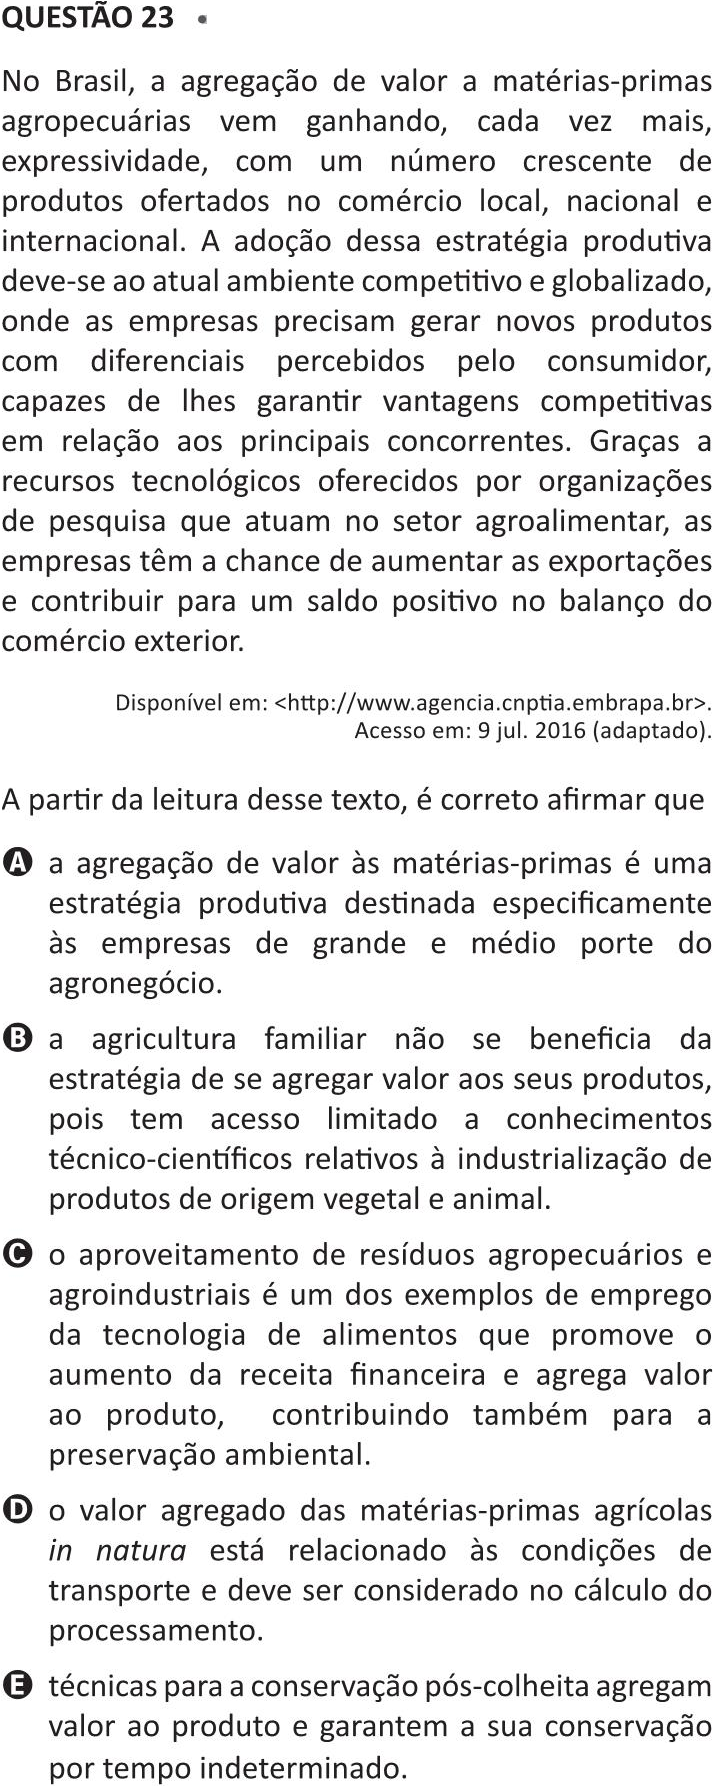 QUESTÃO 23
No Brasil, a agregação de valor a matérias-primas
agropecuárias vem ganhando, cada vez mais,
expressividade, com um número crescente de
produtos ofertados no comércio local, nacional e
internacional. A adoção dessa estratégia produtiva
deve-se ao atual ambiente competitivo e globalizado,
onde as empresas precisam gerar novos produtos
com diferenciais percebidos pelo consumidor,
capazes de lhes garantir vantagens competitivas
em relação aos principais concorrentes. Graças a
recursos tecnológicos oferecidos por organizações
de pesquisa que atuam no setor agroalimentar, as
empresas têm a chance de aumentar as exportações
e contribuir para um saldo positivo no balanço do
comércio exterior.
Disponível em: <http://www.agencia.cnptia.embrapa.br>.
Acesso em: 9 jul. 2016 (adaptado).
A partir da leitura desse texto, é correto afirmar que
A a agregação de valor às matérias-primas é uma
estratégia produtiva destinada especificamente
às empresas de grande e médio porte do
agronegócio.
B a agricultura familiar não se beneficia da
estratégia de se agregar valor aos seus produtos,
pois tem acesso limitado a conhecimentos
técnico-científicos relativos à industrialização de
produtos de origem vegetal e animal.
C o aproveitamento de resíduos agropecuários e
agroindustriais é um dos exemplos de emprego
da tecnologia de alimentos que promove o
aumento da receita financeira e agrega valor
ao produto, contribuindo também para a
preservação ambiental.
D o valor agregado das matérias-primas agrícolas
in natura está relacionado às condições de
transporte e deve ser considerado no cálculo do
processamento.
E técnicas para a conservação pós-colheita agregam
valor ao produto e garantem a sua conservação
por tempo indeterminado.